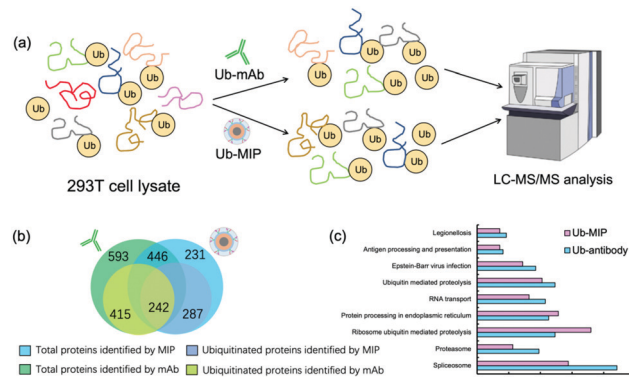 (a)
Ub
Ub
Ub
Ub
Ub
Ub
Ub
293T cell lysate
Ub-mAb
Ub-MIP
Ub
Ub
Ub
Ub
Ub
Ub
Ub
Ub
LC-MS/MS analysis
(b)
593
446
231
415
242
287
Total proteins identified by MIP
Ubiquitinated proteins identified by MIP
Total proteins identified by mAb
Ubiquitinated proteins identified by mAb
(c)
Ub-MIP
Ub-antibody
Legionellosis
Antigen processing and presentation
Epstein-Barr virus infection
Ubiquitin mediated proteolysis
RNA transport
Protein processing in endoplasmic reticulum
Ribosome ubiquitin mediated proteolysis
Proteasome
Spliceosome